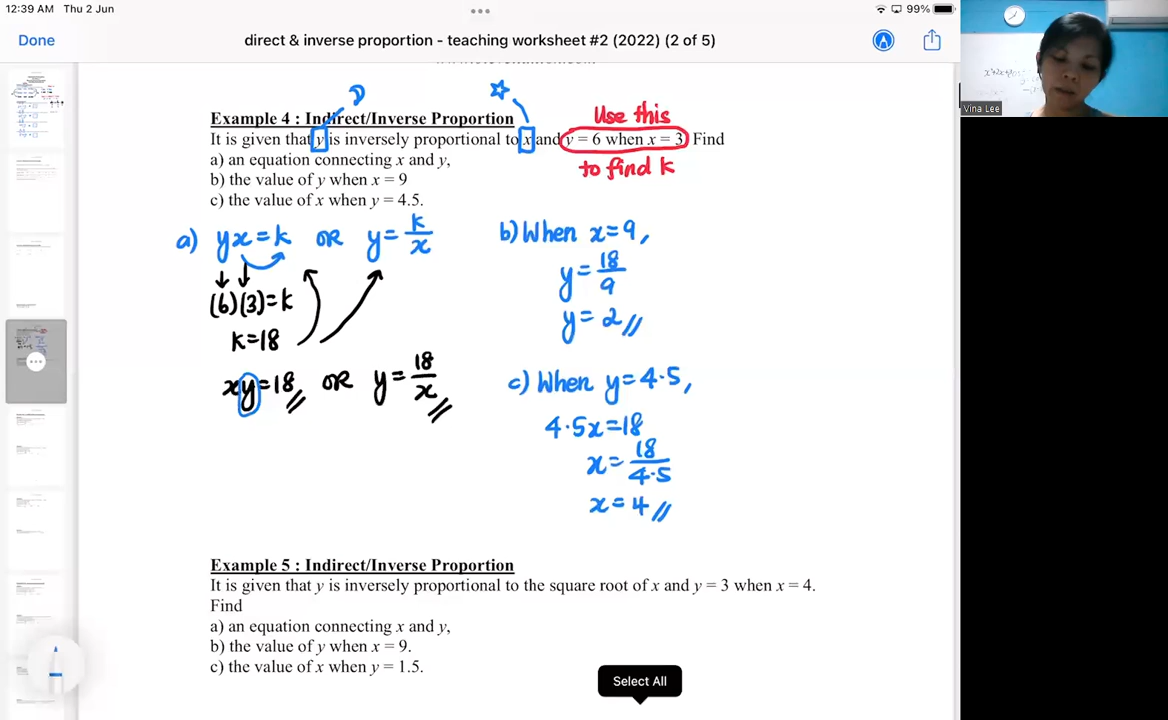 12:39 AM Thu 2 Jun
99%
Done
direct & inverse proportion - teaching worksheet #2 (2022) (2 of 5)
Vina Lee
Example 4 : Indirect/Inverse Proportion
Use this
It is given that y is inversely proportional to x and y = 6 when x = 3. Find
to find k
a) an equation connecting x and y,
b) the value of y when x = 9
c) the value of x when y = 4.5.
a) yx = k OR y = k/x
(6)(3) = k
k = 18
xy = 18 OR y = 18/x
b) When x = 9,
y = 18/9
y = 2
c) When y = 4.5,
4.5x = 18
x = 18/4.5
x = 4
Example 5 : Indirect/Inverse Proportion
It is given that y is inversely proportional to the square root of x and y = 3 when x = 4.
Find
a) an equation connecting x and y,
b) the value of y when x = 9.
c) the value of x when y = 1.5.
Select All